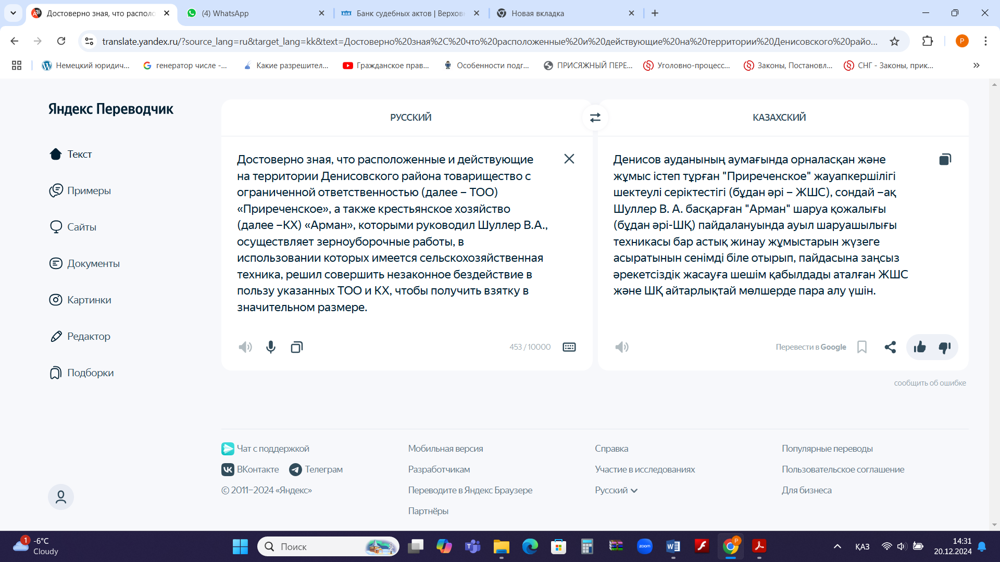 Достоверно зная, что располо
(4) WhatsApp
Банк судебных актов | Верхов
Новая вкладка
translate.yandex.ru/?source_lang=ru&target_lang=kk&text=Достоверно%20зная%2C%20что%20расположенные%20и%20действующие%20на%20территории%20Денисовского%20райо...
P
Немецкий юридич...
генератор числе -...
Какие разрешител...
Гражданское прав...
Особенности подг...
ПРИСЯЖНЫЙ ПЕРЕ...
Уголовно-процесс...
Законы, Постановл...
СНГ - Законы, прик...
Яндекс Переводчик
Текст
Примеры
Сайты
Документы
Картинки
Редактор
Подборки
РУССКИЙ
КАЗАХСКИЙ
Достоверно зная, что расположенные и действующие
на территории Денисовского района товарищество с
ограниченной ответственностью (далее – ТОО)
«Приреченское», а также крестьянское хозяйство
(далее –КХ) «Арман», которыми руководил Шуллер В.А.,
осуществляет зерноуборочные работы, в
использовании которых имеется сельскохозяйственная
техника, решил совершить незаконное бездействие в
пользу указанных ТОО и КХ, чтобы получить взятку в
значительном размере.
453 / 10000
Денисов ауданының аумағында орналасқан және
жұмыс істеп тұрған "Приреченское" жауапкершілігі
шектеулі серіктестігі (бұдан әрі – ЖШС), сондай –ақ
Шуллер В. А. басқарған "Арман" шаруа қожалығы
(бұдан әрі-ШҚ) пайдалануында ауыл шаруашылығы
техникасы бар астық жинау жұмыстарын жүзеге
асыратынын сенімді біле отырып, пайдасына заңсыз
әрекетсіздік жасауға шешім қабылдады аталған ЖШС
және ШҚ айтарлықтай мөлшерде пара алу үшін.
Перевести в Google
сообщить об ошибке
Чат с поддержкой
ВКонтакте
Телеграм
© 2011–2024 «Яндекс»
Мобильная версия
Разработчикам
Переводите в Яндекс Браузере
Партнёры
Справка
Участие в исследованиях
Русский
Популярные переводы
Пользовательское соглашение
Для бизнеса
1
-6°C
Cloudy
Поиск
zoom
P
ҚАЗ
14:31
20.12.2024